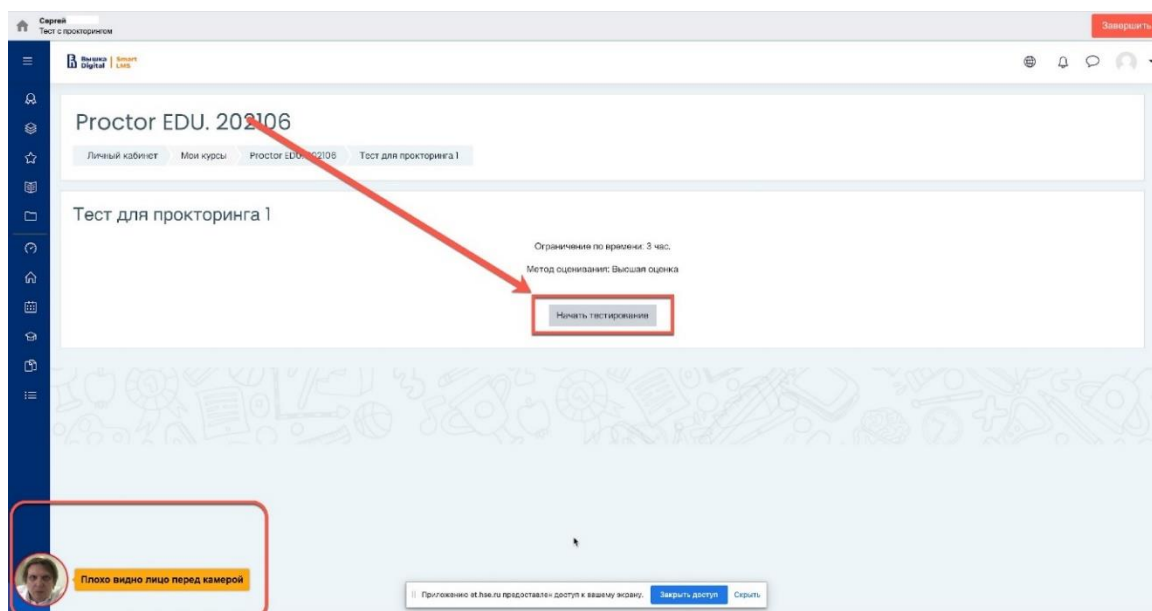 Сергей
Тест с прокторингом
Завершить
Вышка Digital
Smart LMS
Proctor EDU. 202106
Личный кабинет
Мои курсы
Proctor EDU. 202106
Тест для прокторинга 1
Тест для прокторинга 1
Ограничение по времени: 3 час.
Метод оценивания: Высшая оценка
Начать тестирование
Плохо видно лицо перед камерой
Приложению et.hse.ru предоставлен доступ к вашему экрану.
Закрыть доступ
Скрыть